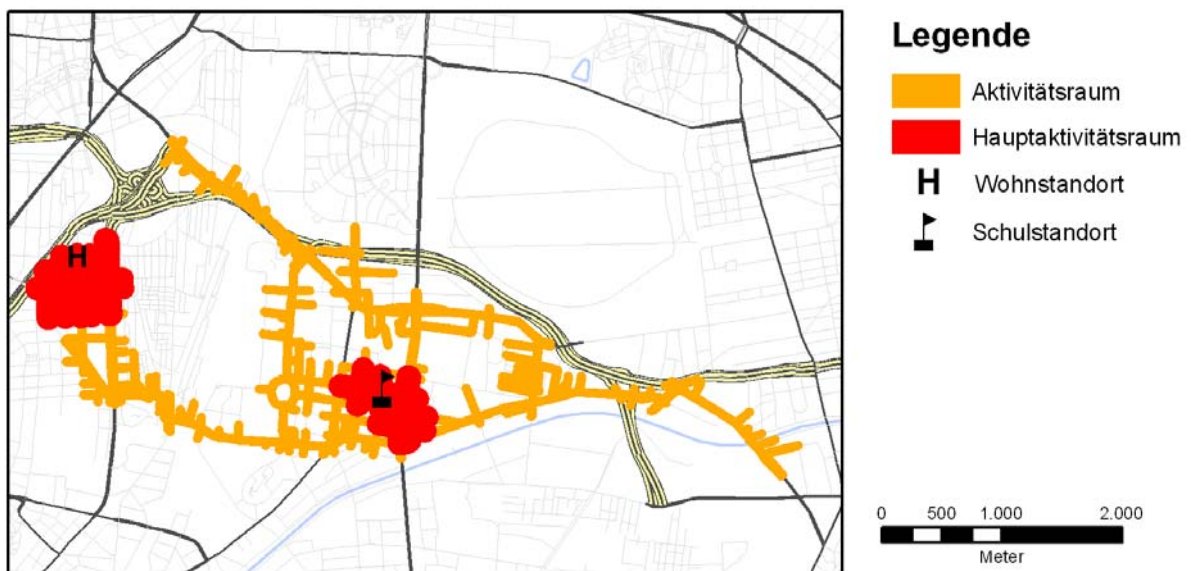 Legende
Aktivitätsraum
Hauptaktivitätsraum
H Wohnstandort
Schulstandort
H
0 500 1.000 2.000
Meter